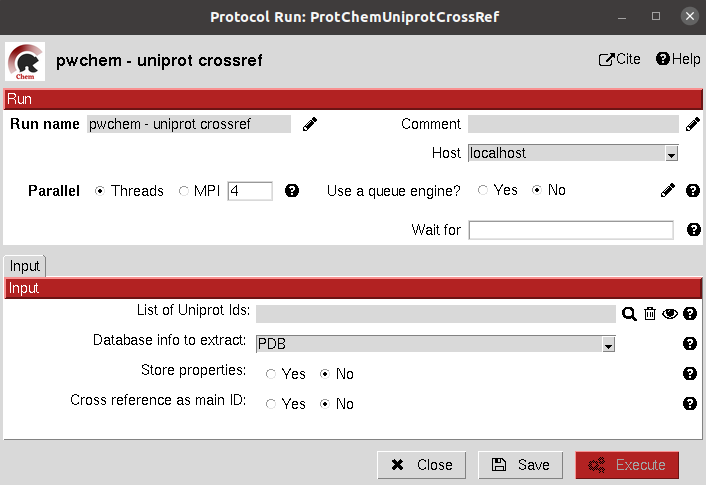 Protocol Run: ProtChemUniprotCrossRef
Chem
pwchem - uniprot crossref
Cite
Help
Run
Run name pwchem - uniprot crossref
Comment
Host localhost
Parallel Threads MPI 4
Use a queue engine? Yes No
Wait for
Input
Input
List of Uniprot Ids:
Database info to extract: PDB
Store properties: Yes No
Cross reference as main ID: Yes No
Close
Save
Execute